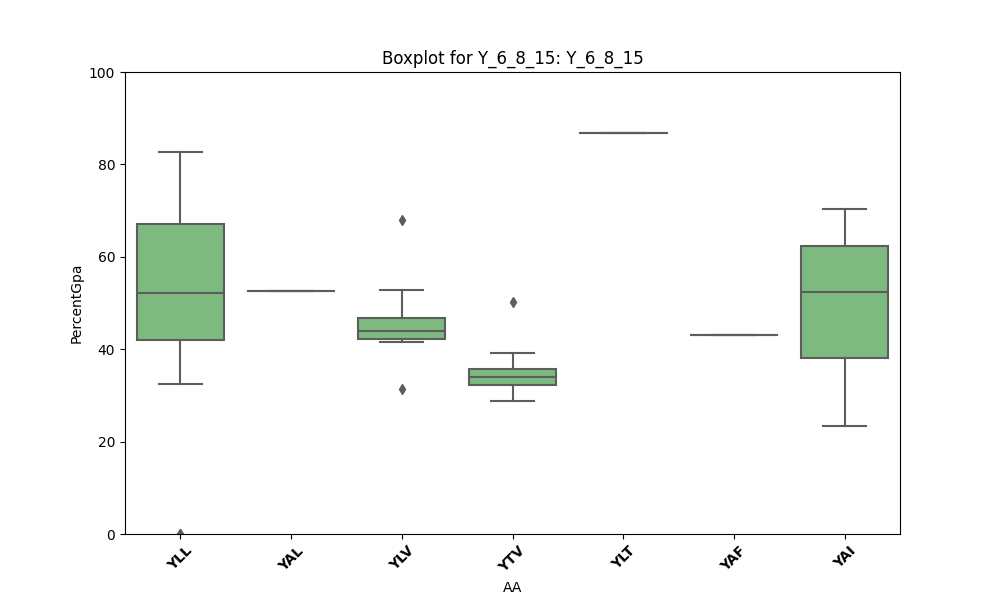 Boxplot for Y_6_8_15: Y_6_8_15
100
80
60
40
20
0
PercentGpa
YLL
YAL
YLV
YTV
YLT
YAF
YAI
AA